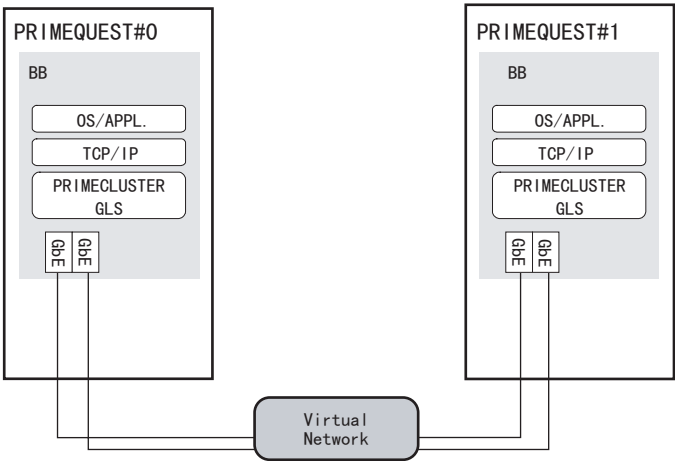 PRIMEQUEST#0
BB
OS/APPL.
TCP/IP
PRIMECLUSTER
GLS
GbE
GbE
PRIMEQUEST#1
BB
OS/APPL.
TCP/IP
PRIMECLUSTER
GLS
GbE
GbE
Virtual
Network